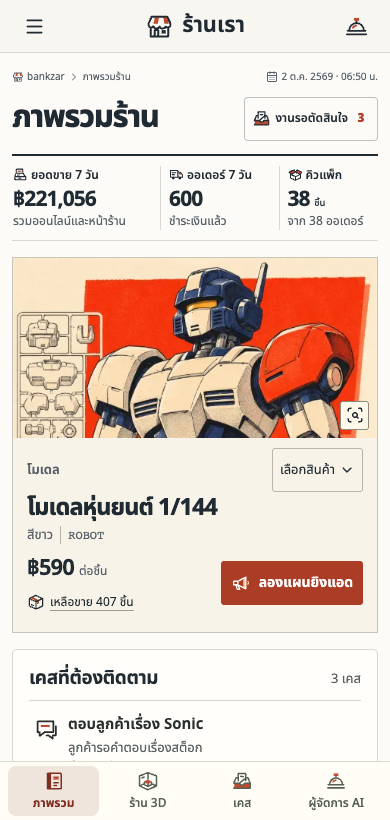 ร้านเรา
bankzar > ภาพรวมร้าน
2 ต.ค. 2569 · 06:50 น.
ภาพรวมร้าน
งานรอตัดสินใจ 3
ยอดขาย 7 วัน
฿221,056
รวมออนไลน์และหน้าร้าน
ออเดอร์ 7 วัน
600
ชำระเงินแล้ว
คิวแพ็ก
38 ชิ้น
จาก 38 ออเดอร์
โมเดล
เลือกสินค้า
โมเดลหุ่นยนต์ 1/144
สีขาว ROBOT
฿590 ต่อชิ้น
ลองแผนยิงแอด
เหลือขาย 407 ชิ้น
เคสที่ต้องติดตาม
3 เคส
ตอบลูกค้าเรื่อง Sonic
ลูกค้ารอคำตอบเรื่องสต็อก
ภาพรวม
ร้าน 3D
เคส
ผู้จัดการ AI